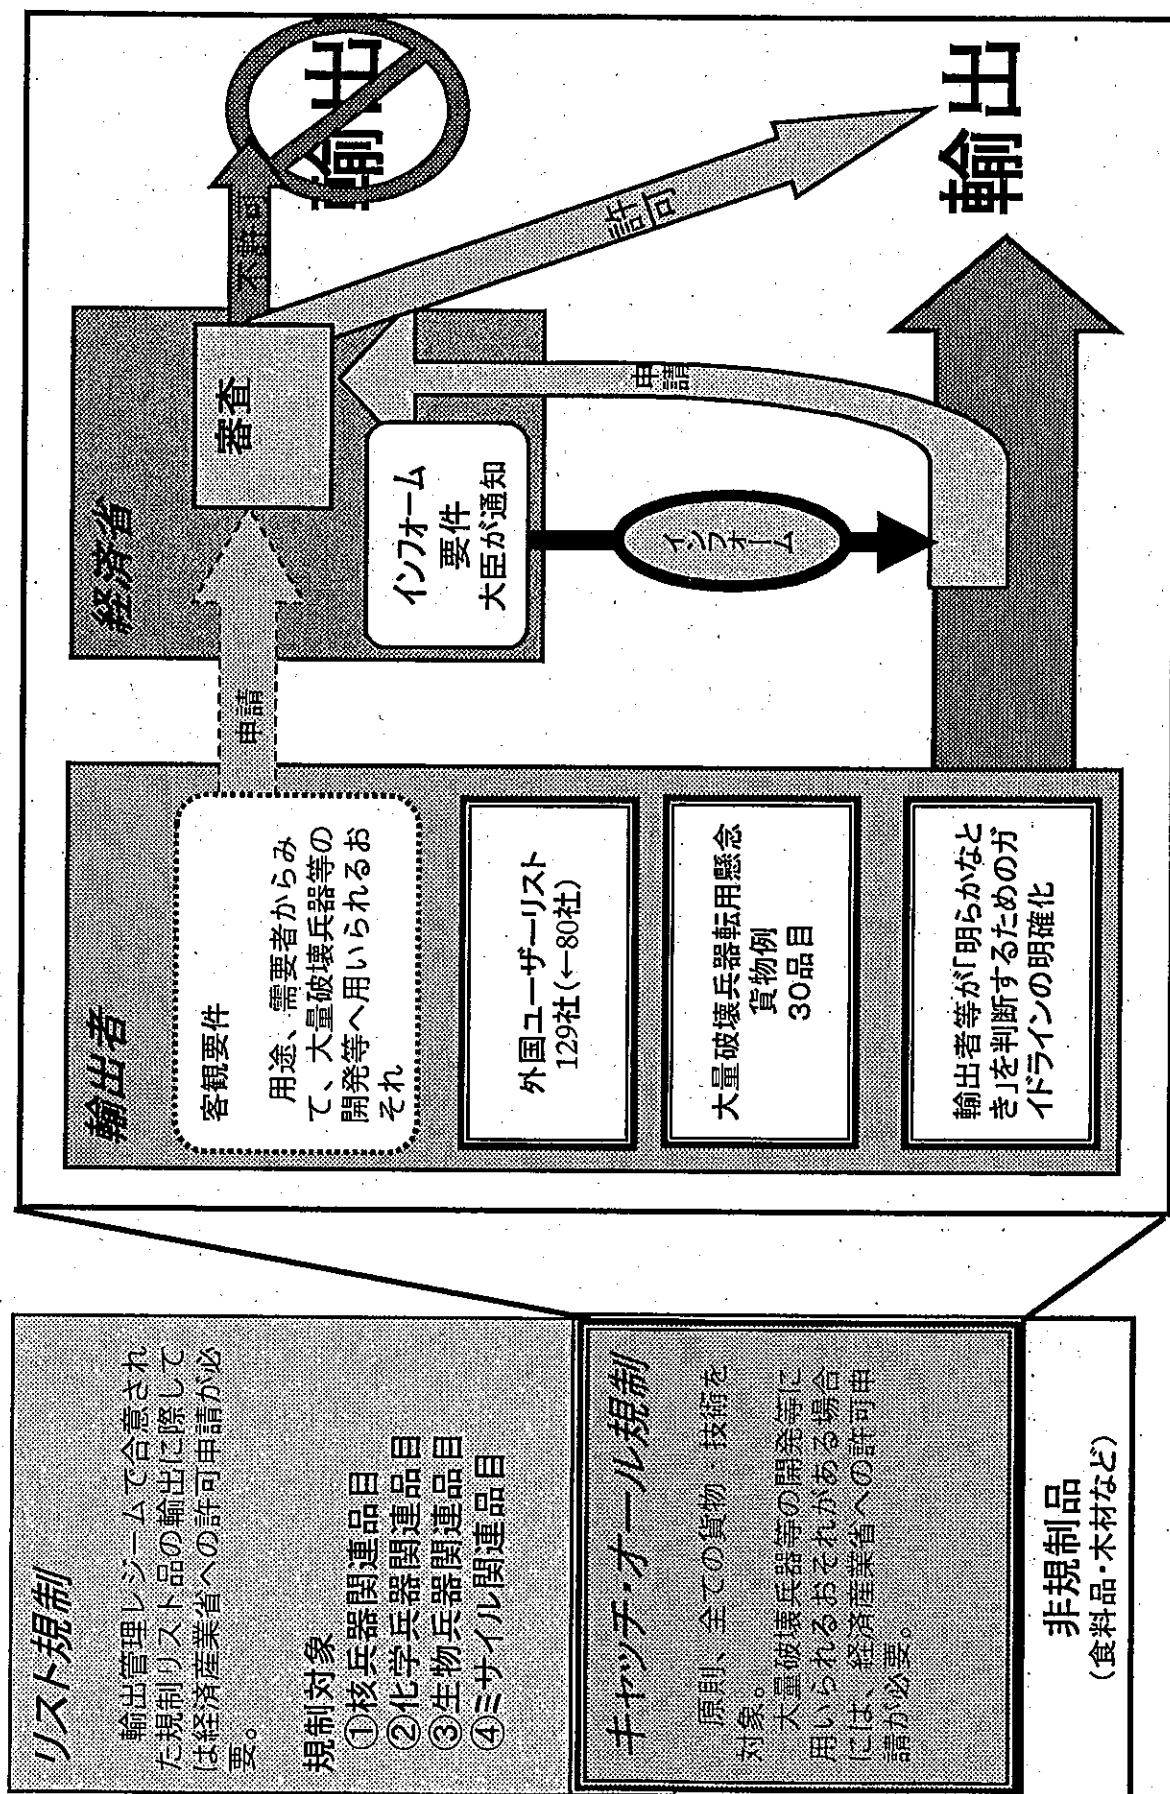 リスト規制
輸出管理レジームで合意され
た規制リスト品の輸出に際して
は経済産業省への許可申請が必
要。
規制対象
①核兵器関連品目
②化学兵器関連品目
③生物兵器関連品目
④ミサイル関連品目
キャッチ・オール規制
原則、全ての貨物・技術を
対象。
大量破壊兵器等の開発等に
用いられるおそれがある場合
には、経済産業省への許可申
請が必要。
非規制品
(食料品・木材など)
輸出者
客観要件
用途、需要者からみ
て、大量破壊兵器等の
開発等へ用いられるお
それ
外国ユーザーリスト
129社(←80社)
大量破壊兵器転用懸念
貨物例
30品目
輸出者等が「明らかなと
き」を判断するためのガ
イドラインの明確化
申請
経済省
審査
インフォーム
要件
大臣が通知
インフォーム
申請
不許可
許可
輸出
輸出